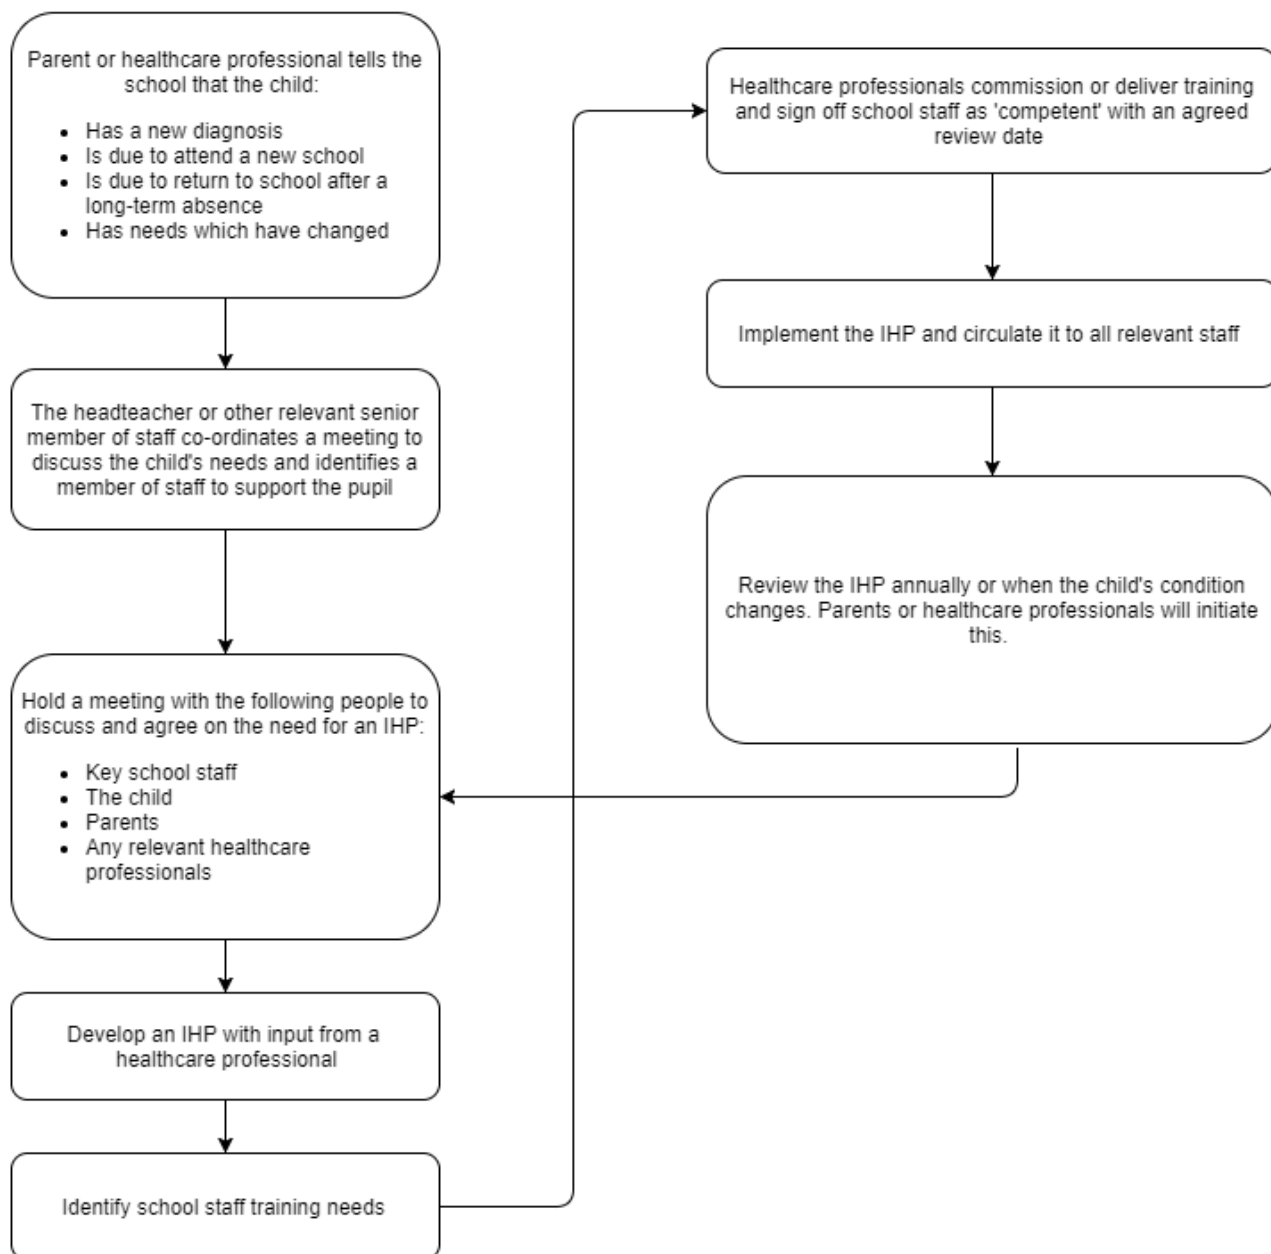 Parent or healthcare professional tells the
school that the child:
• Has a new diagnosis
• Is due to attend a new school
• Is due to return to school after a
long-term absence
• Has needs which have changed
The headteacher or other relevant senior
member of staff co-ordinates a meeting to
discuss the child's needs and identifies a
member of staff to support the pupil
Hold a meeting with the following people to
discuss and agree on the need for an IHP:
• Key school staff
• The child
• Parents
• Any relevant healthcare
professionals
Develop an IHP with input from a
healthcare professional
Identify school staff training needs
Healthcare professionals commission or deliver training
and sign off school staff as 'competent' with an agreed
review date
Implement the IHP and circulate it to all relevant staff
Review the IHP annually or when the child's condition
changes. Parents or healthcare professionals will initiate
this.